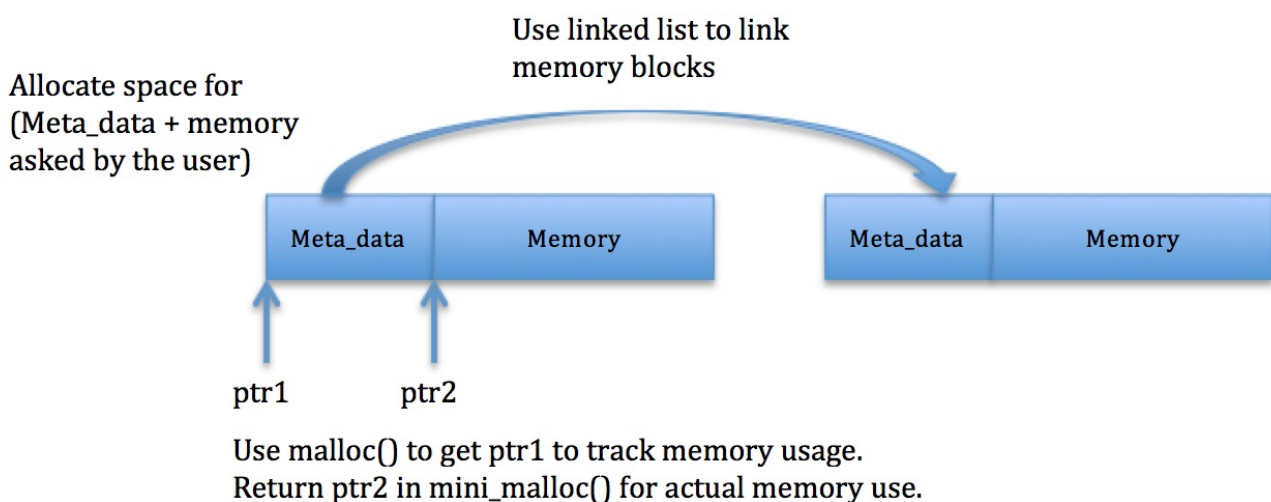 Use linked list to link
memory blocks
Allocate space for
(Meta_data + memory
asked by the user)
Meta_data
Memory
Meta_data
Memory
ptr1
ptr2
Use malloc() to get ptr1 to track memory usage.
Return ptr2 in mini_malloc() for actual memory use.